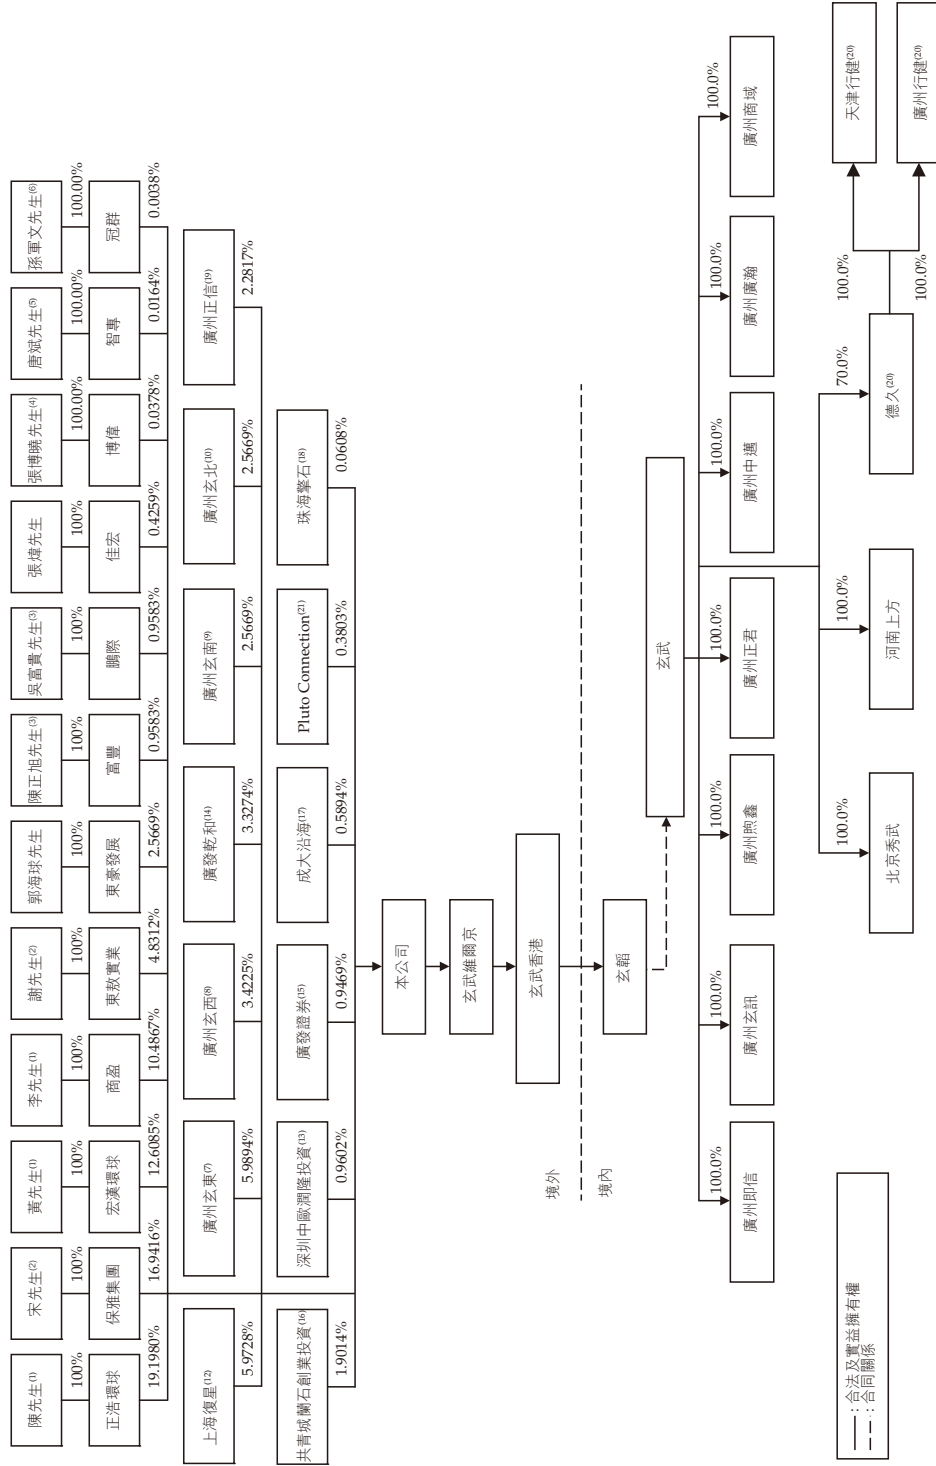 陳先生(1) 宋先生(2) 黃先生(1) 李先生(1) 謝先生(2) 郭海球先生 陳正旭先生(3) 吳富貴先生(3) 張煒先生 張博曉先生(4) 唐斌先生(5) 孫軍文先生(6)
100% 100% 100% 100% 100% 100% 100% 100% 100% 100.00% 100.00% 100.00%
正浩環球 保雅集團 宏漢環球 商盈 東敖實業 東豪發展 富豐 鵬際 佳宏 博偉 智專 冠群
19.1980% 16.9416% 12.6085% 10.4867% 4.8312% 2.5669% 0.9583% 0.9583% 0.4259% 0.0378% 0.0164% 0.0038%
上海復星(12) 廣州玄東(7) 廣州玄西(8) 廣發乾和(14) 廣州玄南(9) 廣州玄北(10) 廣州正信(19)
5.9728% 5.9894% 3.4225% 3.3274% 2.5669% 2.5669% 2.2817%
共青城蘭石創業投資(16) 深圳中歐潤隆投資(13) 廣發證券(15) 成大沿海(17) Pluto Connection(21) 珠海擎石(18)
1.9014% 0.9602% 0.9469% 0.5894% 0.3803% 0.0608%
本公司
玄武維爾京
玄武香港
境外
境內
玄韜 玄武
100.0% 100.0% 100.0% 100.0% 100.0% 100.0% 100.0%
廣州即信 廣州玄訊 廣州煦鑫 廣州正君 廣州中邁 廣州廣瀚 廣州商域
100.0% 100.0% 70.0% 100.0% 100.0%
北京秀武 河南上方 德久(20) 天津行健(20) 廣州行健(20)
：合法及實益擁有權
：合同關係